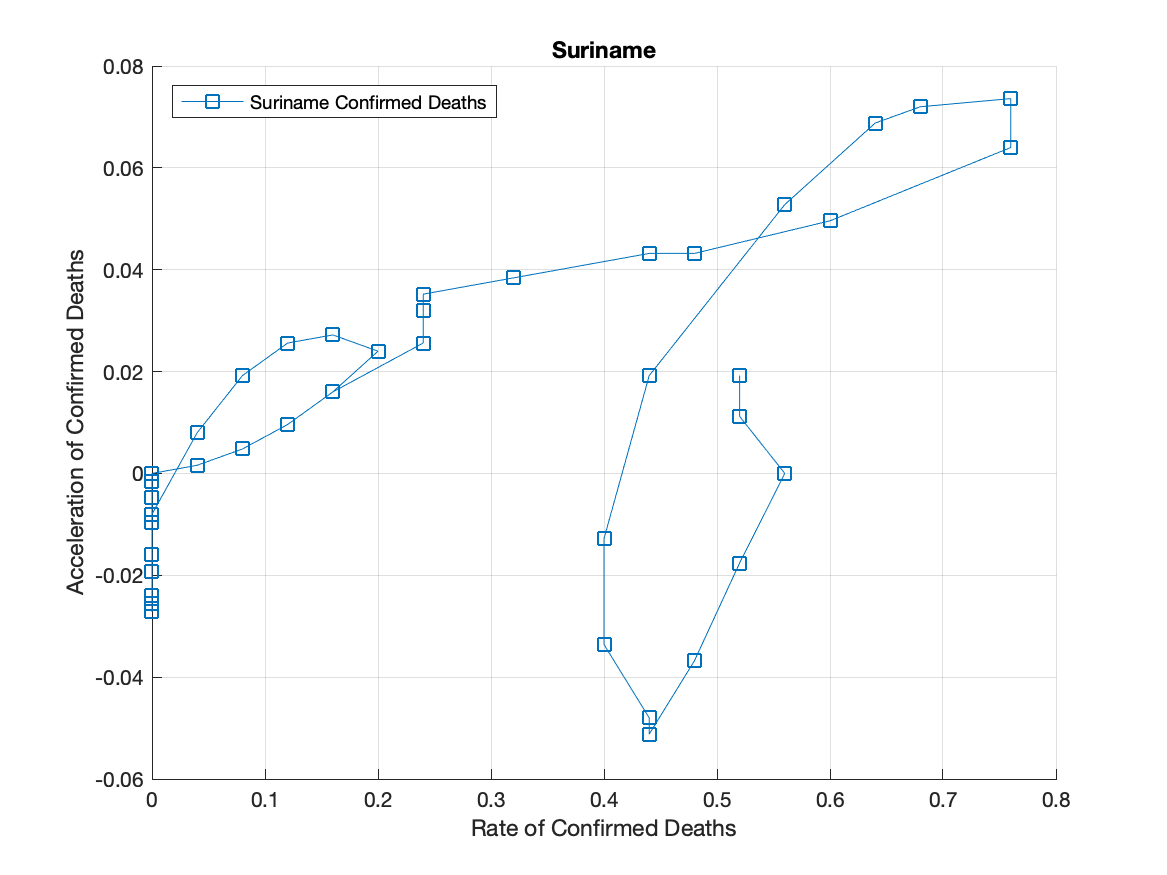 Suriname
Suriname Confirmed Deaths
0.08
0.06
0.04
0.02
0
-0.02
-0.04
-0.06
Acceleration of Confirmed Deaths
0 0.1 0.2 0.3 0.4 0.5 0.6 0.7 0.8
Rate of Confirmed Deaths